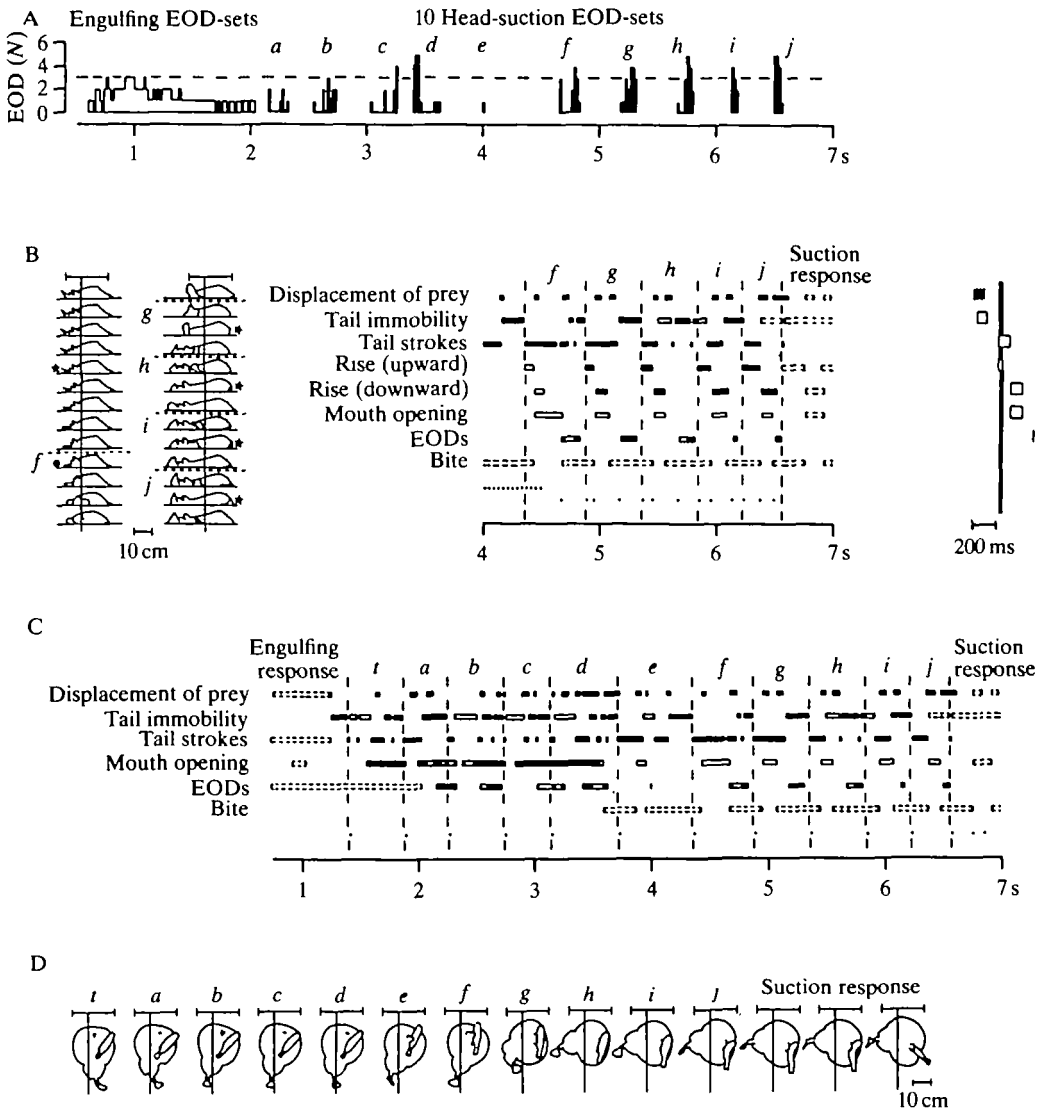 A Engulfing EOD-sets 10 Head-suction EOD-sets
a b c d e f g h i j
EOD (N)
6
4
2
0
1 2 3 4 5 6 7 s
B
f
g
h
i
j
10 cm
f g h i j Suction response
Displacement of prey
Tail immobility
Tail strokes
Rise (upward)
Rise (downward)
Mouth opening
EODs
Bite
4 5 6 7 s
200 ms
C
Engulfing response t a b c d e f g h i j Suction response
Displacement of prey
Tail immobility
Tail strokes
Mouth opening
EODs
Bite
1 2 3 4 5 6 7 s
D
t a b c d e f g h i j Suction response
10 cm